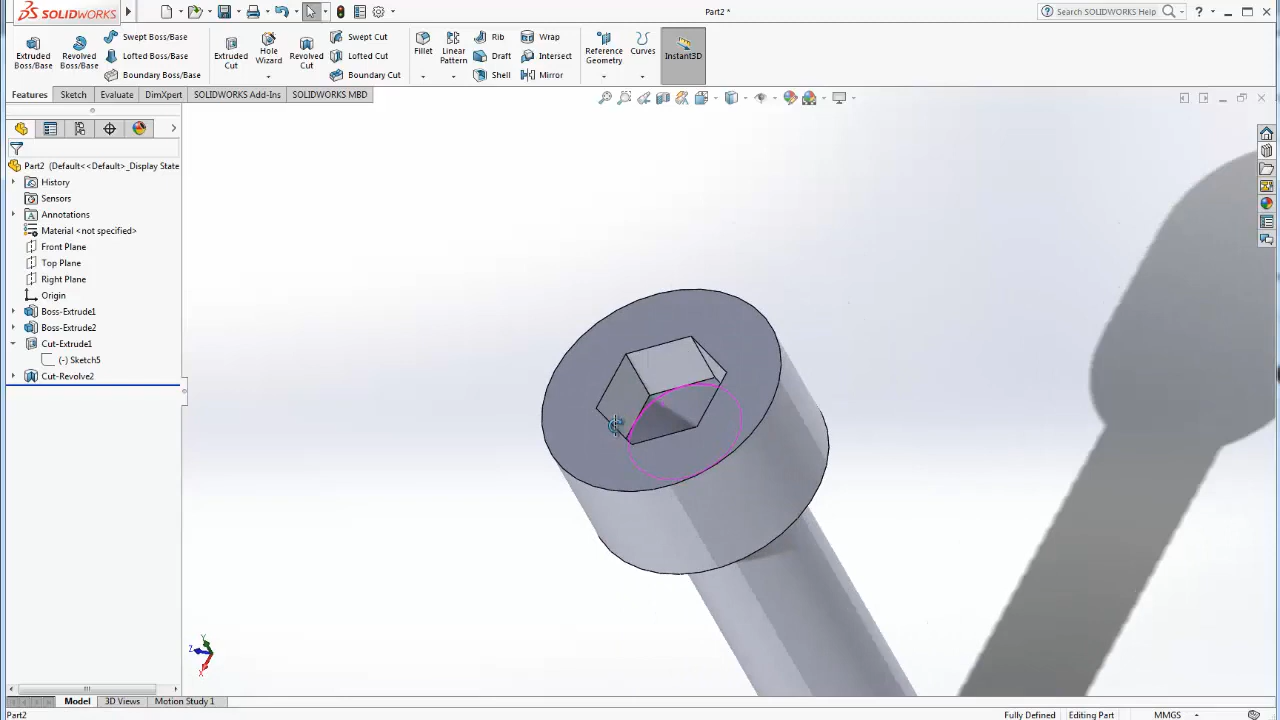 SOLIDWORKS
Part2 *
Search SOLIDWORKS Help
Extruded Boss/Base
Revolved Boss/Base
Swept Boss/Base
Lofted Boss/Base
Boundary Boss/Base
Extruded Cut
Hole Wizard
Revolved Cut
Swept Cut
Lofted Cut
Boundary Cut
Fillet
Linear Pattern
Rib
Draft
Shell
Wrap
Intersect
Mirror
Reference Geometry
Curves
Instant3D
Features
Sketch
Evaluate
DimXpert
SOLIDWORKS Add-Ins
SOLIDWORKS MBD
Part2 (Default<<Default>_Display State
History
Sensors
Annotations
Material <not specified>
Front Plane
Top Plane
Right Plane
Origin
Boss-Extrude1
Boss-Extrude2
Cut-Extrude1
(-) Sketch5
Cut-Revolve2
Y
Z
X
Model
3D Views
Motion Study 1
Part2
Fully Defined
Editing Part
MMGS